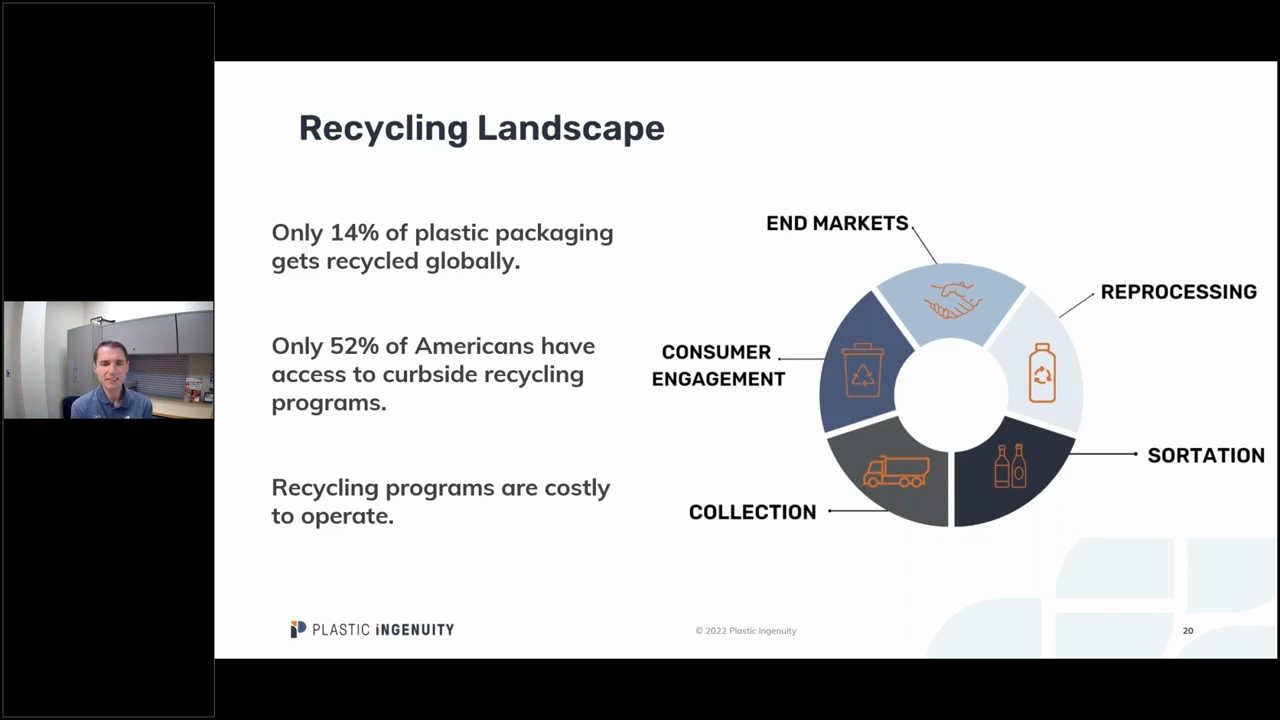 Recycling Landscape
Only 14% of plastic packaging
gets recycled globally.
Only 52% of Americans have
access to curbside recycling
programs.
Recycling programs are costly
to operate.
END MARKETS
REPROCESSING
CONSUMER
ENGAGEMENT
SORTATION
COLLECTION
PLASTIC INGENUITY
© 2022 Plastic Ingenuity
20